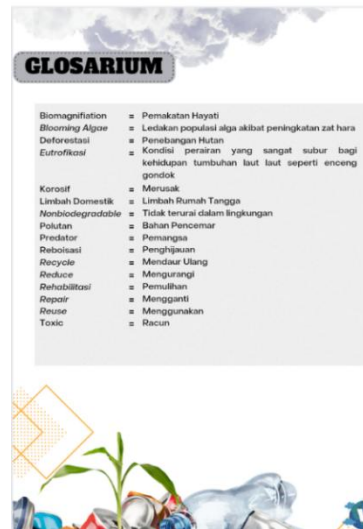 GLOSARIUM
Biomagnifiation = Pemakatan Hayati
Blooming Algae = Ledakan populasi alga akibat peningkatan zat hara
Deforestasi = Penebangan Hutan
Eutrofikasi = Kondisi perairan yang sangat subur bagi
kehidupan tumbuhan laut laut seperti enceng
gondok
Korosif = Merusak
Limbah Domestik = Limbah Rumah Tangga
Nonbiodegradable = Tidak terurai dalam lingkungan
Polutan = Bahan Pencemar
Predator = Pemangsa
Reboisasi = Penghijauan
Recycle = Mendaur Ulang
Reduce = Mengurangi
Rehabilitasi = Pemulihan
Repair = Mengganti
Reuse = Menggunakan
Toxic = Racun